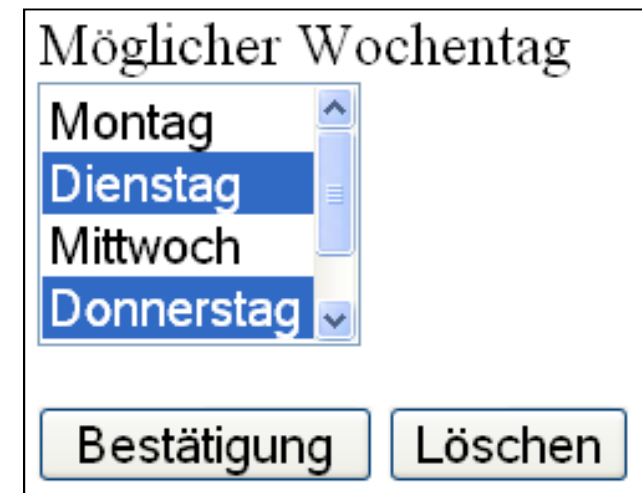 Möglicher Wochentag
Montag
Dienstag
Mittwoch
Donnerstag
Bestätigung Löschen